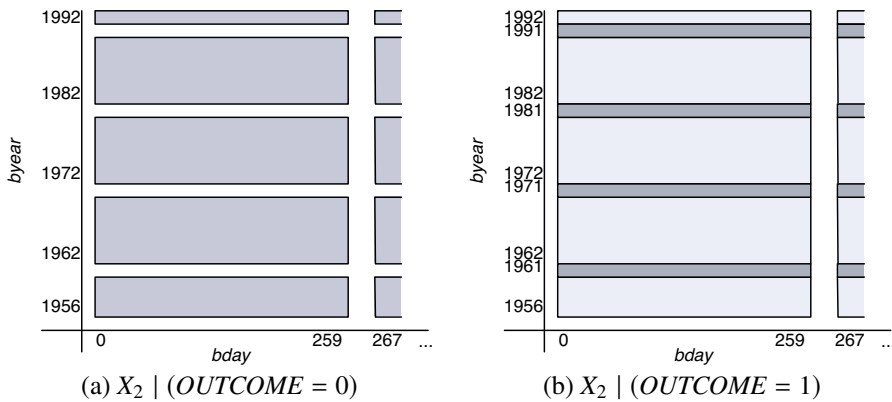 1992
1982
1972
1962
1956
byear
0 259 267 ...
bday
(a) X₂ | (OUTCOME = 0)
1992
1991
1982
1981
1972
1971
1962
1961
1956
byear
0 259 267 ..
bday
(b) X₂ | (OUTCOME = 1)